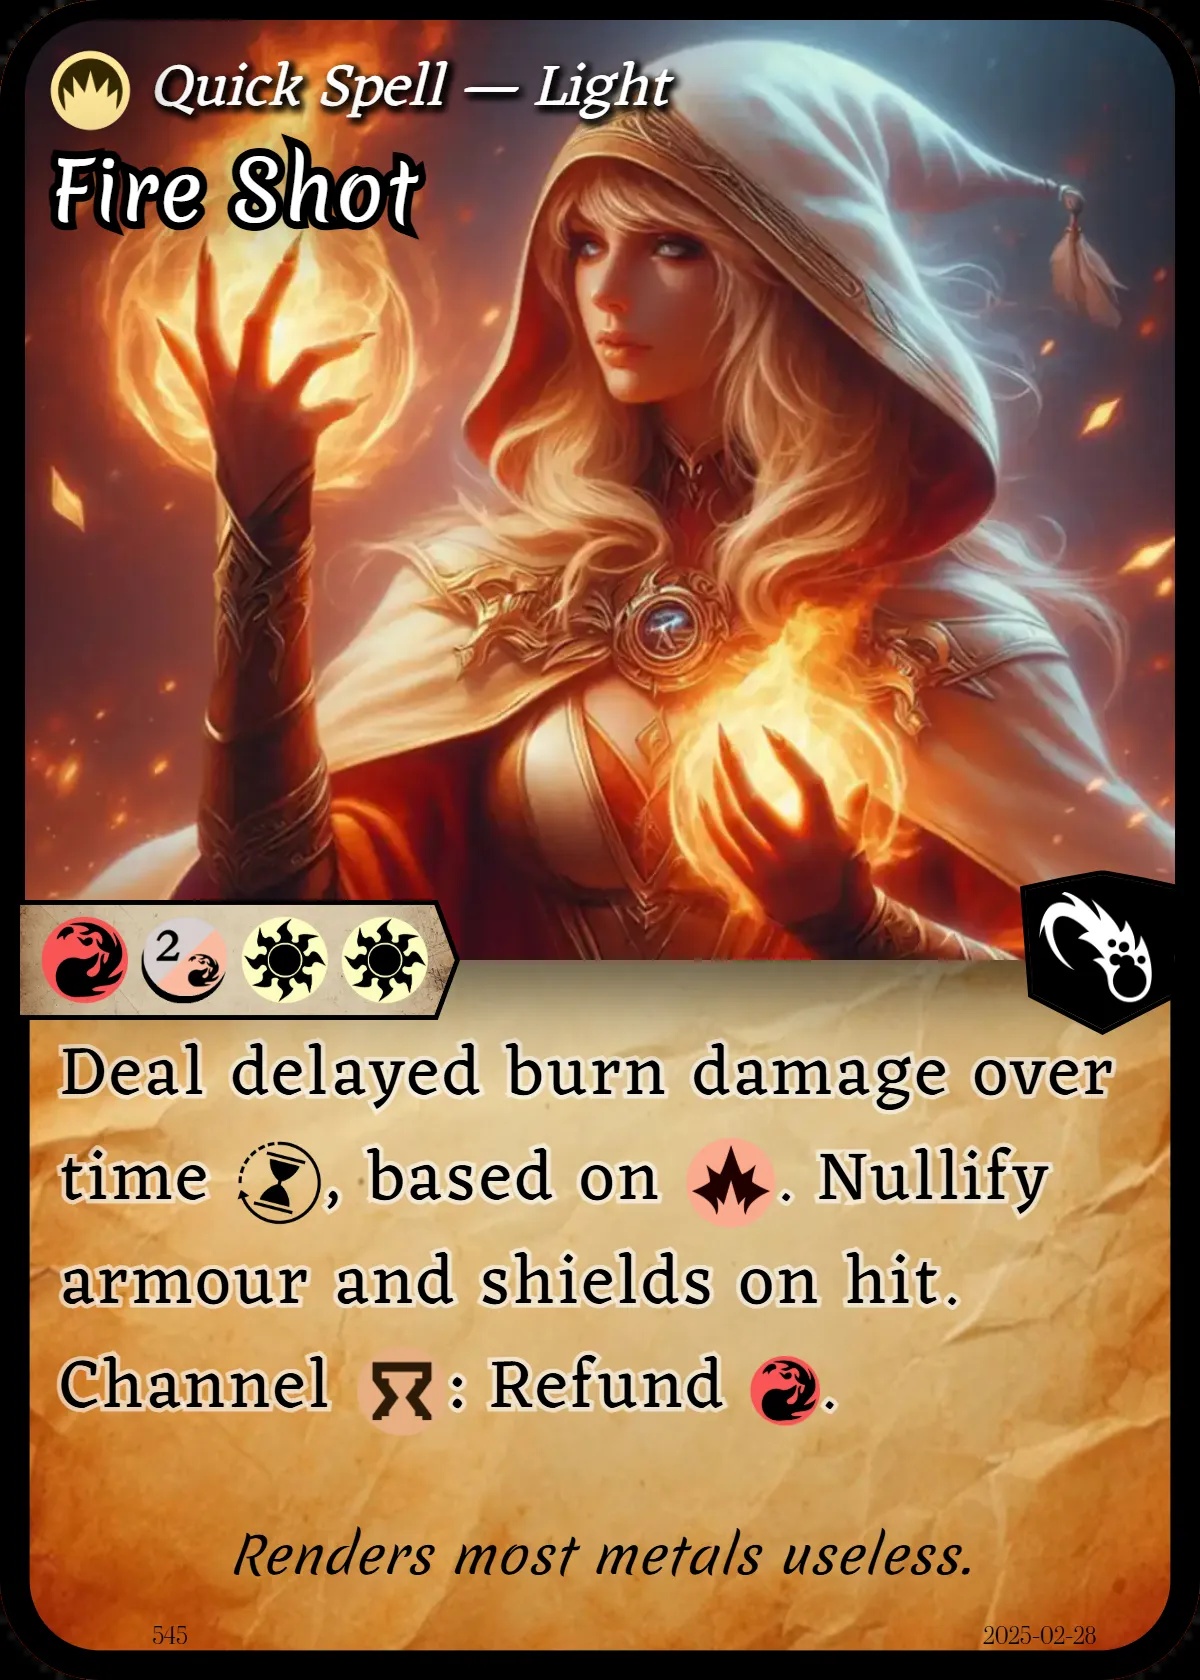 Quick Spell — Light
Fire Shot
2
Deal delayed burn damage over
time , based on . Nullify
armour and shields on hit.
Channel : Refund .
Renders most metals useless.
545
2025-02-28